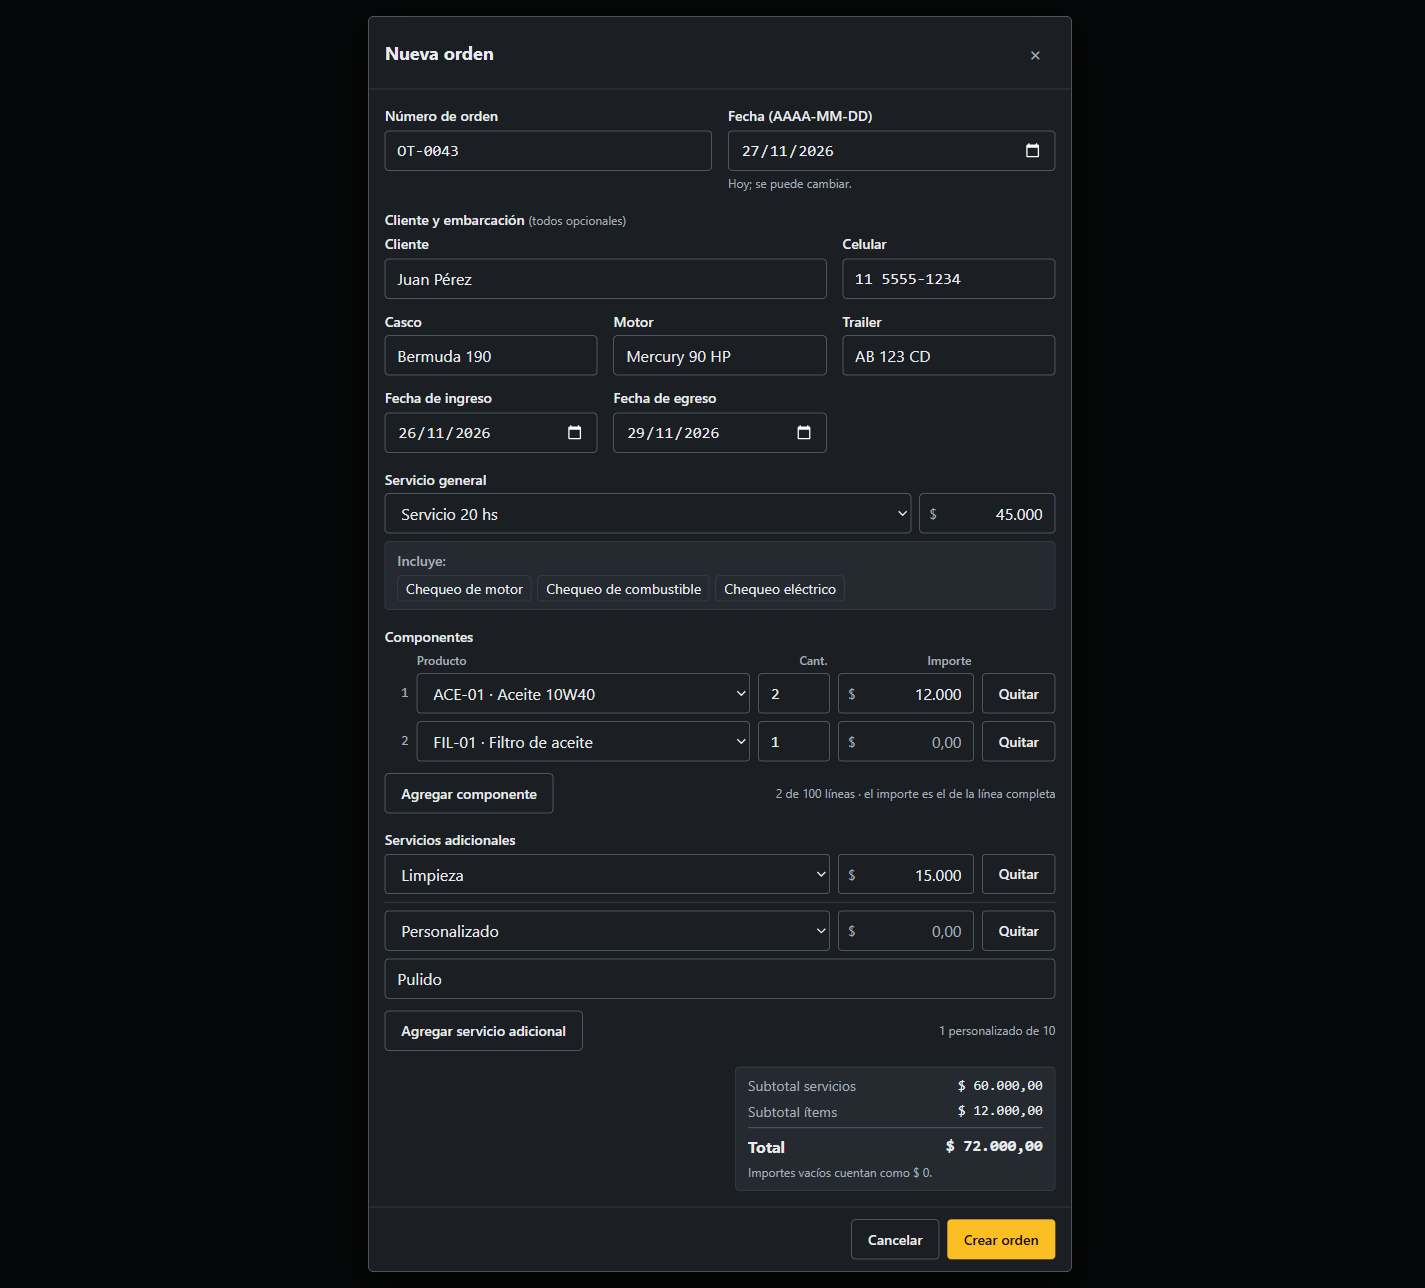 Nueva orden ×
Número de orden Fecha (AAAA-MM-DD)
OT-0043 27/11/2026
Hoy; se puede cambiar.
Cliente y embarcación (todos opcionales)
Cliente Celular
Juan Pérez 11 5555-1234
Casco Motor Trailer
Bermuda 190 Mercury 90 HP AB 123 CD
Fecha de ingreso Fecha de egreso
26/11/2026 29/11/2026
Servicio general
Servicio 20 hs $ 45.000
Incluye:
Chequeo de motor Chequeo de combustible Chequeo eléctrico
Componentes
Producto Cant. Importe
1 ACE-01 · Aceite 10W40 2 $ 12.000 Quitar
2 FIL-01 · Filtro de aceite 1 $ 0,00 Quitar
Agregar componente 2 de 100 líneas · el importe es el de la línea completa
Servicios adicionales
Limpieza $ 15.000 Quitar
Personalizado $ 0,00 Quitar
Pulido
Agregar servicio adicional 1 personalizado de 10
Subtotal servicios $ 60.000,00
Subtotal ítems $ 12.000,00
Total $ 72.000,00
Importes vacíos cuentan como $ 0.
Cancelar Crear orden